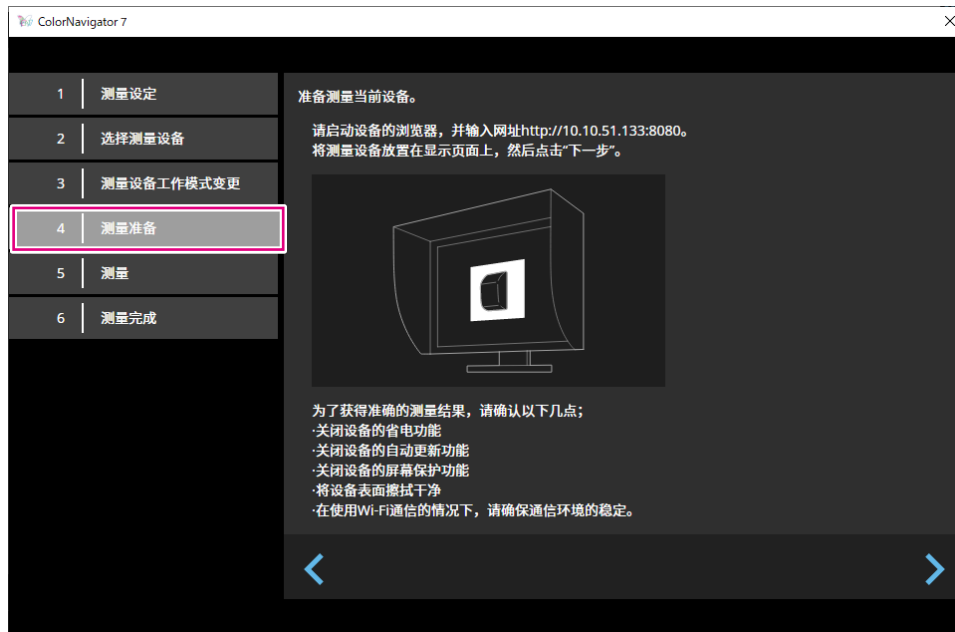 ColorNavigator 7
1 测量设定
2 选择测量设备
3 测量设备工作模式变更
4 测量准备
5 测量
6 测量完成
准备测量当前设备。
请启动设备的浏览器，并输入网址http://10.10.51.133:8080。
将测量设备放置在显示页面上，然后点击“下一步”。
为了获得准确的测量结果，请确认以下几点；
·关闭设备的省电功能
·关闭设备的自动更新功能
·关闭设备的屏幕保护功能
·将设备表面擦拭干净
·在使用Wi-Fi通信的情况下，请确保通信环境的稳定。